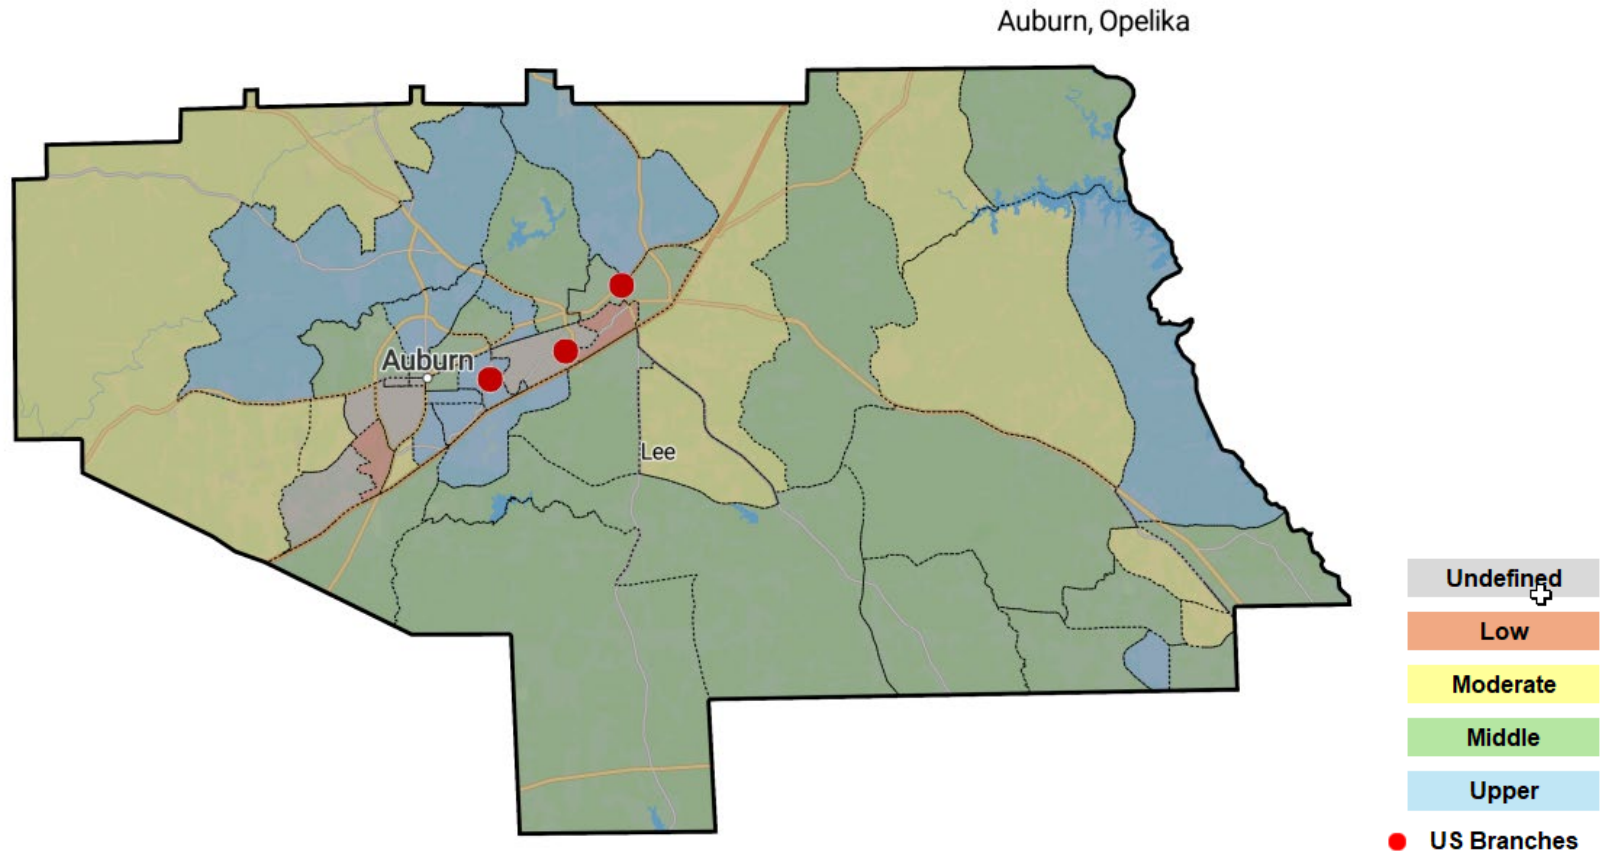 Auburn, Opelika
Auburn
Lee
Undefined
Low
Moderate
Middle
Upper
US Branches